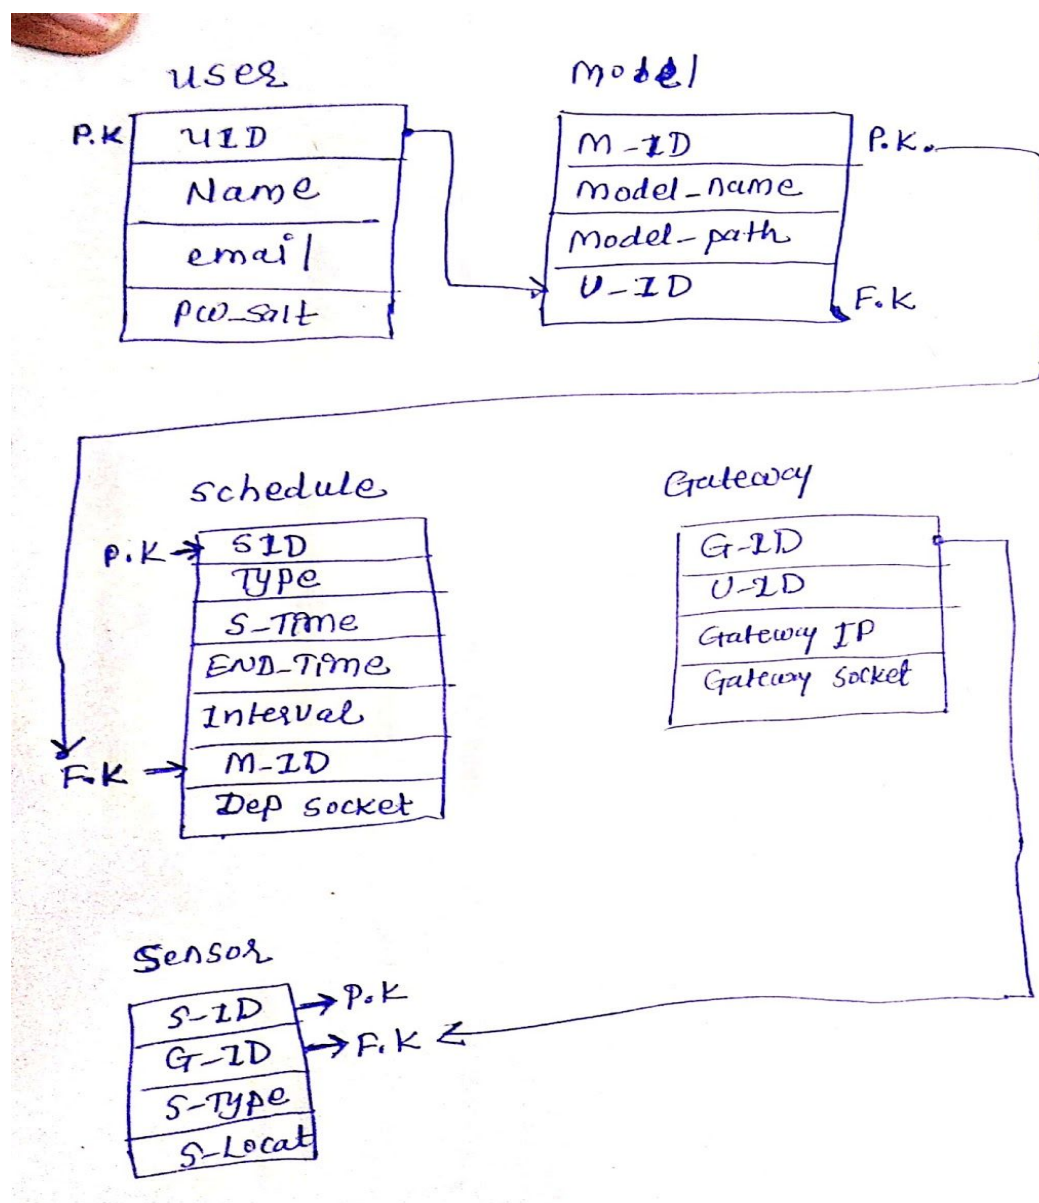 user
P.K UID
Name
email
PW_salt
Model
M-ID P.K.
Model_name
Model-path
U-ID F.K
Schedule
P.K SID
Type
S-Time
END-Time
Interval
F.K M-ID
Dep socket
Gateway
G-ID
U-ID
Gateway IP
Gateway socket
Sensor
S-ID P.K
G-ID F.K
S-Type
S-Locat